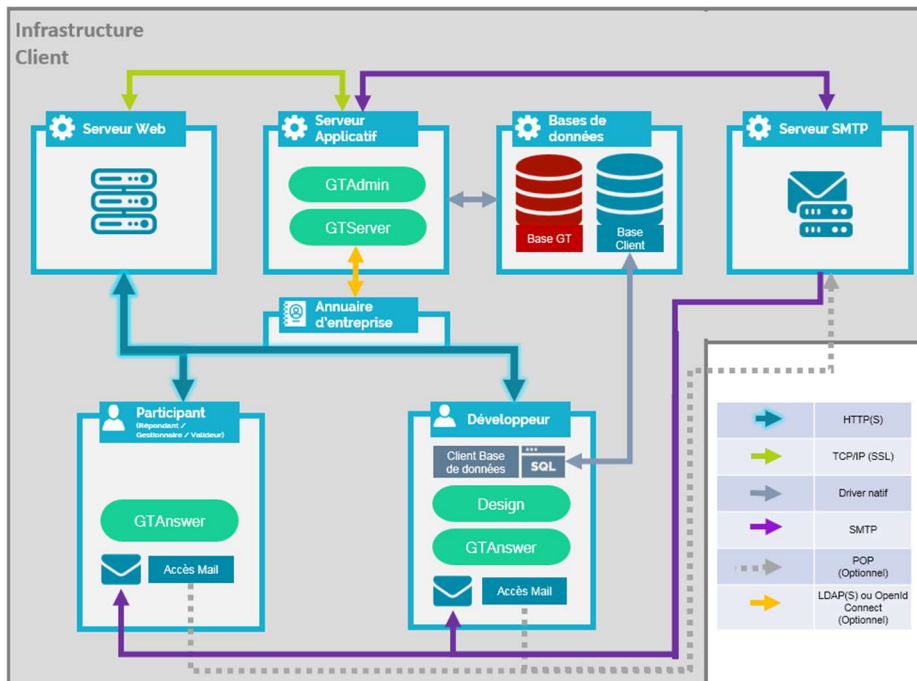 Infrastructure
Client
Serveur Web
Serveur
Applicatif
GTAdmin
GTServer
Bases de
données
Base GT
Base
Client
Serveur SMTP
Annuaire
d'entreprise
Participant
(Répondant /
Gestionnaire / Valideur)
GTAnswer
Accès Mail
Développeur
Client Base
de données
SQL
Design
GTAnswer
Accès Mail
HTTP(S)
TCP/IP (SSL)
Driver natif
SMTP
POP
(Optionnel)
LDAP(S) ou OpenId
Connect
(Optionnel)